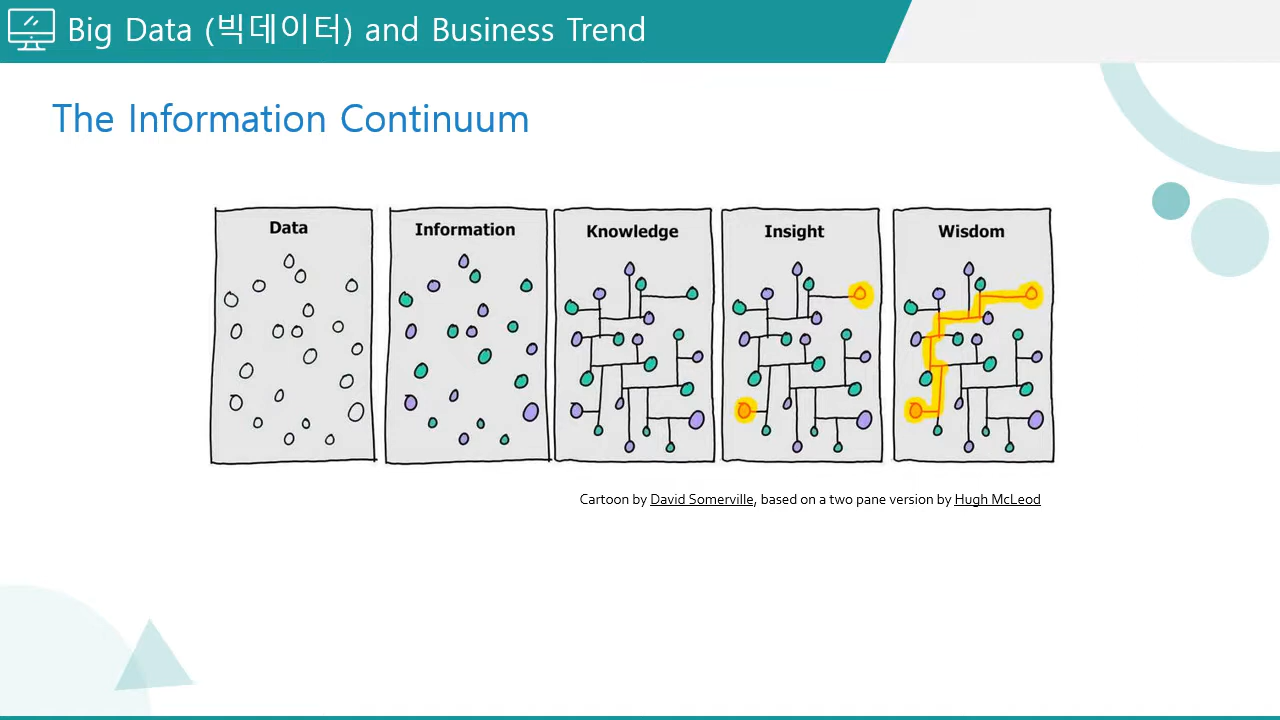 Big Data (빅데이터) and Business Trend
The Information Continuum
Data
Information
Knowledge
Insight
Wisdom
Cartoon by David Somerville, based on a two pane version by Hugh McLeod